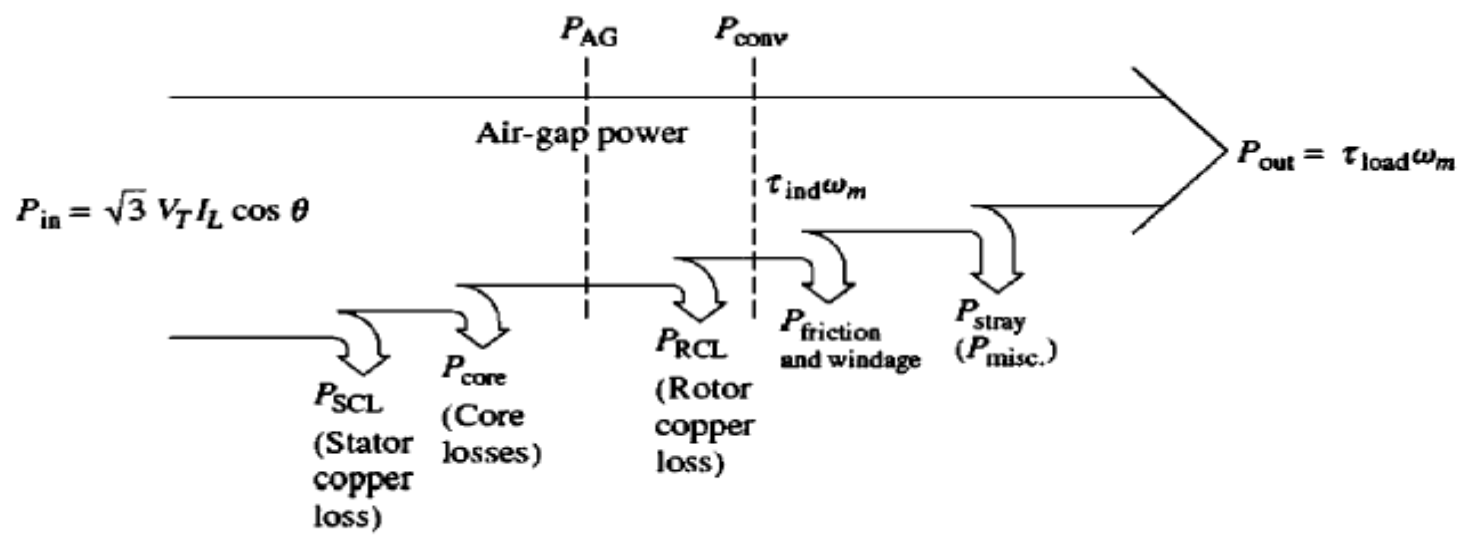 P_AG
P_conv
Air-gap power
P_in = √3 V_T I_L cos θ
τ_ind ω_m
P_out = τ_load ω_m
P_SCL
(Stator
copper
loss)
P_core
(Core
losses)
P_RCL
(Rotor
copper
loss)
P_friction
and windage
P_stray
(P_misc.)